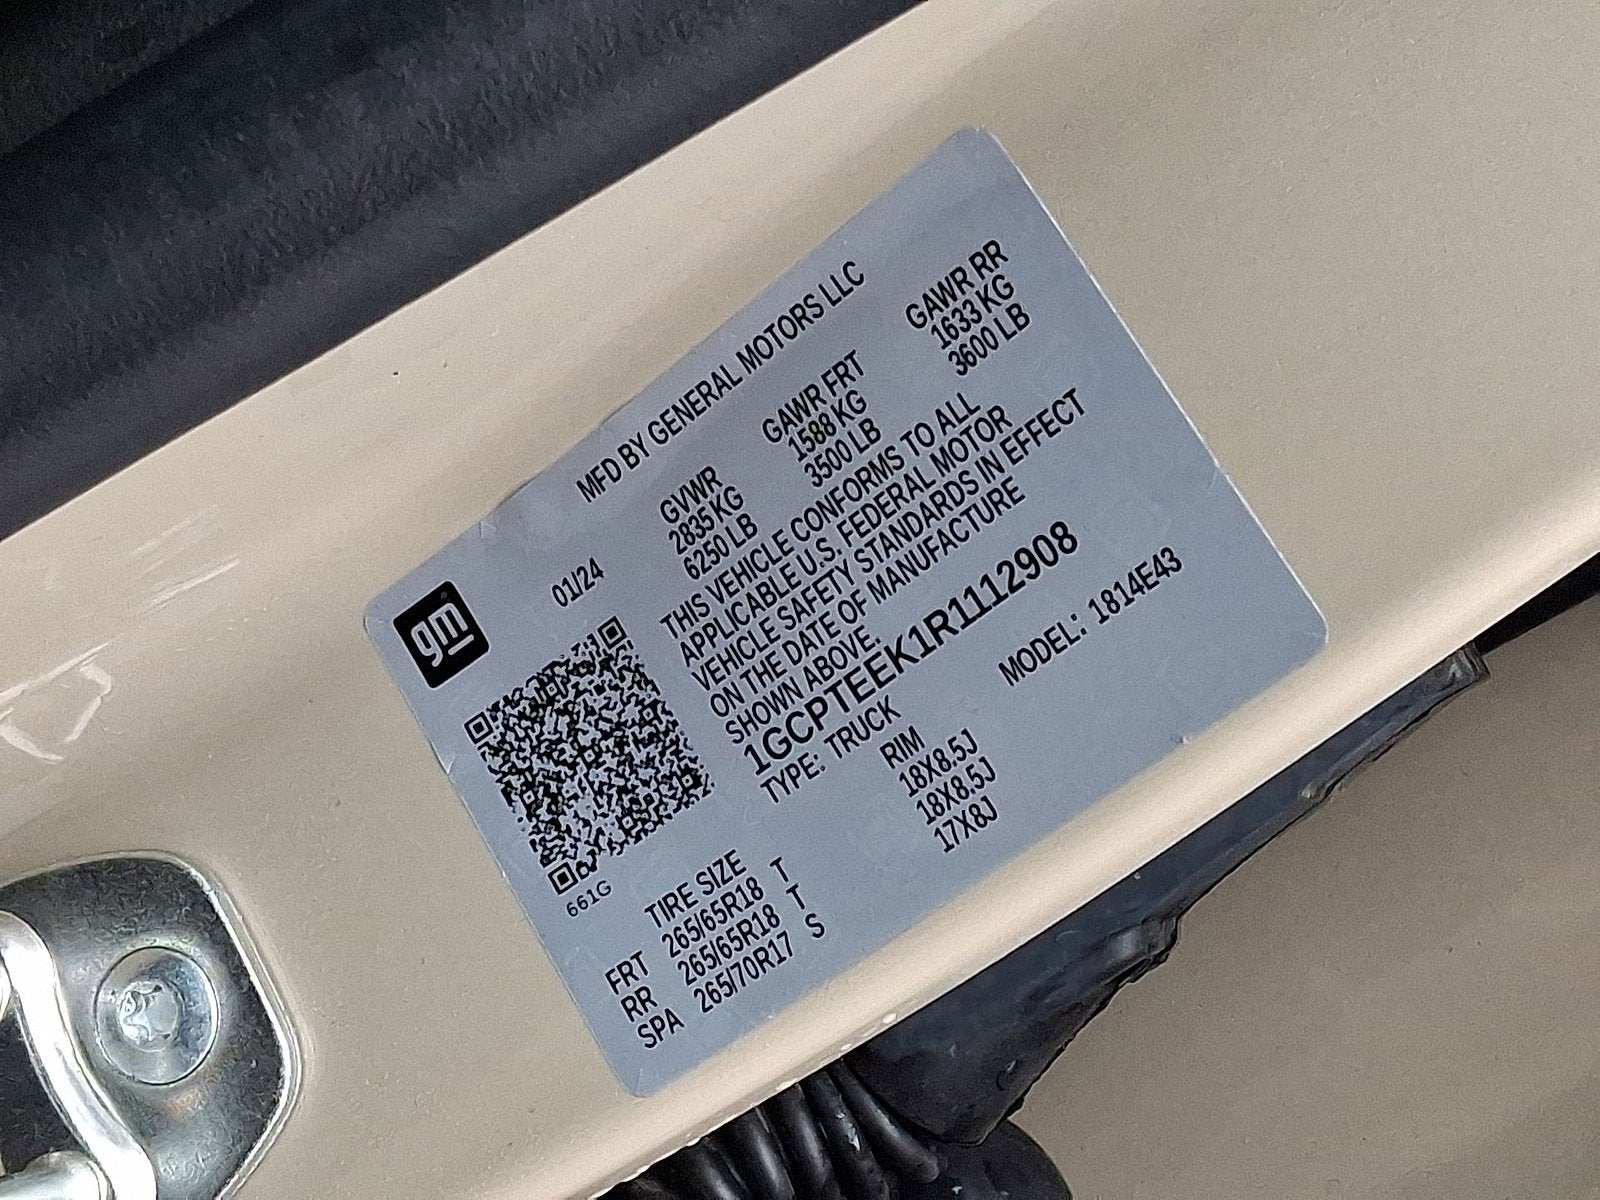 gm
MFD BY GENERAL MOTORS LLC
01/24
GVWR GAWR FRT GAWR RR
2835 KG 1588 KG 1633 KG
6250 LB 3500 LB 3600 LB
THIS VEHICLE CONFORMS TO ALL
APPLICABLE U.S. FEDERAL MOTOR
VEHICLE SAFETY STANDARDS IN EFFECT
ON THE DATE OF MANUFACTURE
SHOWN ABOVE.
1GCPTEEK1R1112908
TYPE: TRUCK MODEL: 1814E43
661G
TIRE SIZE RIM
FRT 265/65R18 T 18X8.5J
RR 265/65R18 T 18X8.5J
SPA 265/70R17 S 17X8J